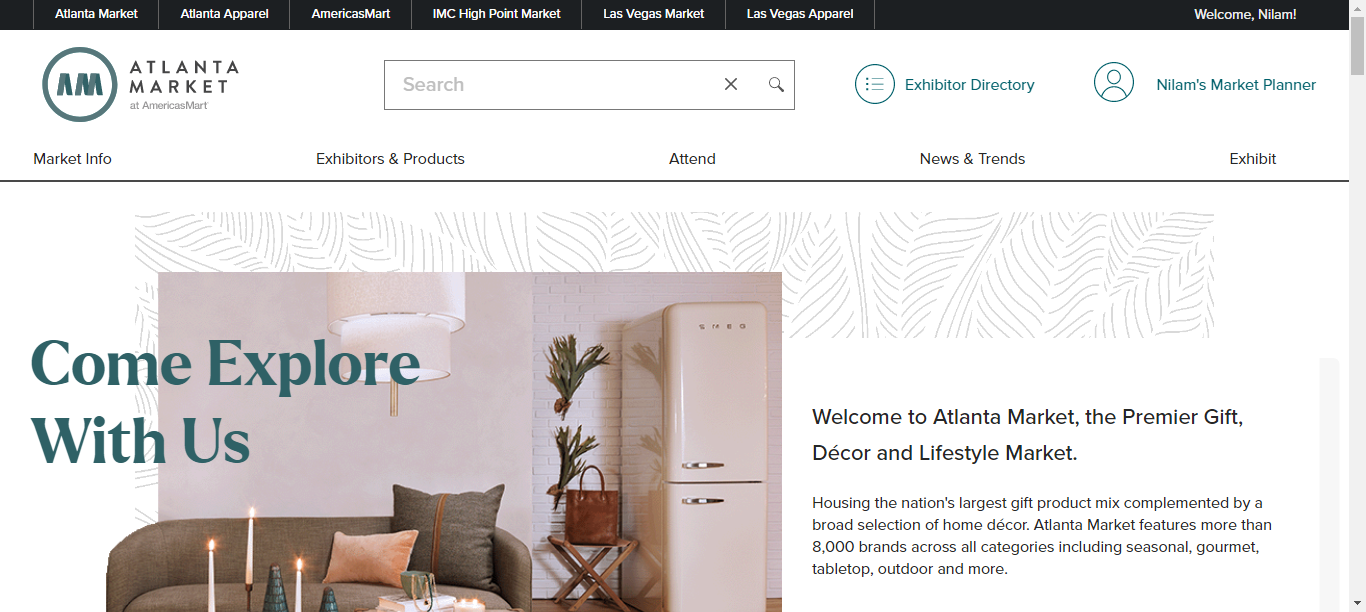 Atlanta Market
Atlanta Apparel
AmericasMart
IMC High Point Market
Las Vegas Market
Las Vegas Apparel
Welcome, Nilam!
AM
ATLANTA
MARKET
at AmericasMart
Search
Exhibitor Directory
Nilam's Market Planner
Market Info
Exhibitors & Products
Attend
News & Trends
Exhibit
SMEG
Come Explore
With Us
Welcome to Atlanta Market, the Premier Gift,
Décor and Lifestyle Market.
Housing the nation's largest gift product mix complemented by a
broad selection of home décor. Atlanta Market features more than
8,000 brands across all categories including seasonal, gourmet,
tabletop, outdoor and more.